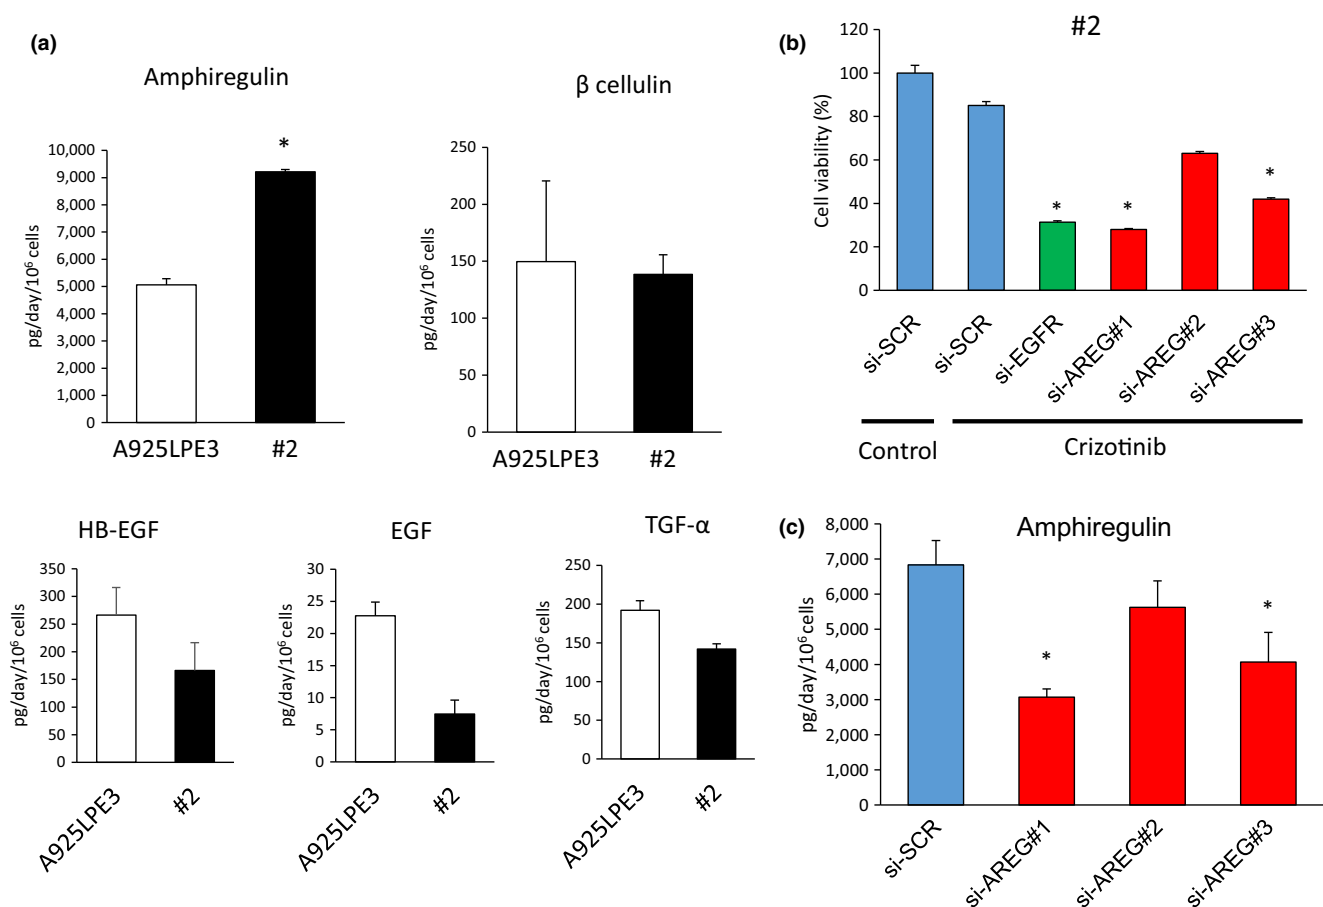 (a)
Amphiregulin
pg/day/10⁶ cells
10,000
9,000
8,000
7,000
6,000
5,000
4,000
3,000
2,000
1,000
0
*
A925LPE3 #2
β cellulin
pg/day/10⁶ cells
250
200
150
100
50
0
A925LPE3 #2
HB-EGF
pg/day/10⁶ cells
350
300
250
200
150
100
50
0
A925LPE3 #2
EGF
pg/day/10⁶ cells
30
25
20
15
10
5
0
A925LPE3 #2
TGF-α
pg/day/10⁶ cells
250
200
150
100
50
0
A925LPE3 #2
(b)
#2
Cell viability (%)
120
100
80
60
40
20
0
* * *
si-SCR si-SCR si-EGFR si-AREG#1 si-AREG#2 si-AREG#3
Control Crizotinib
(c)
Amphiregulin
pg/day/10⁶ cells
8,000
7,000
6,000
5,000
4,000
3,000
2,000
1,000
0
* *
si-SCR si-AREG#1 si-AREG#2 si-AREG#3